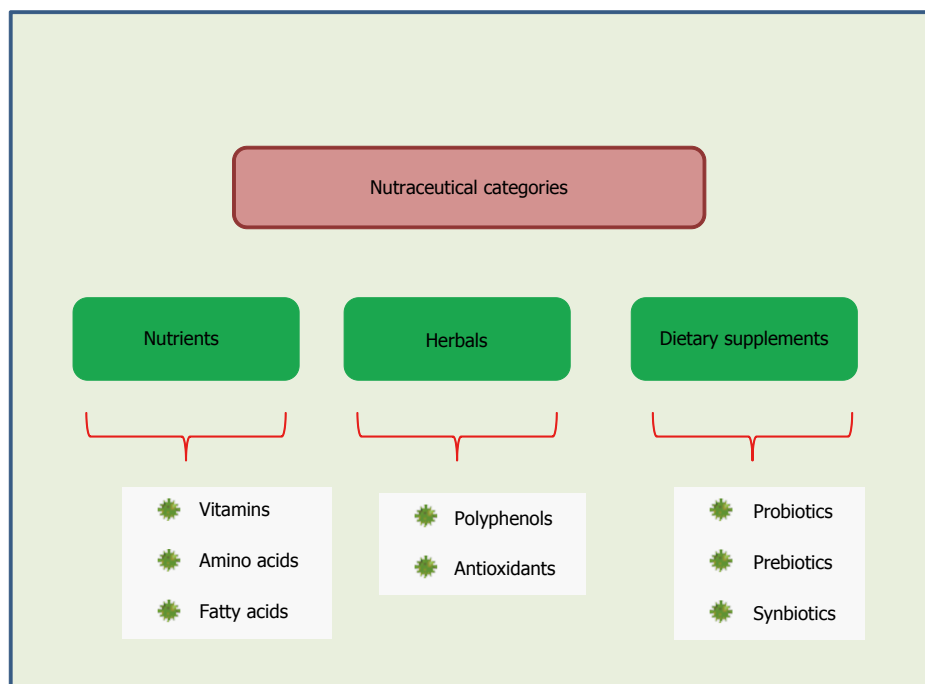 Nutraceutical categories
Nutrients
Herbals
Dietary supplements
Vitamins
Amino acids
Fatty acids
Polyphenols
Antioxidants
Probiotics
Prebiotics
Synbiotics